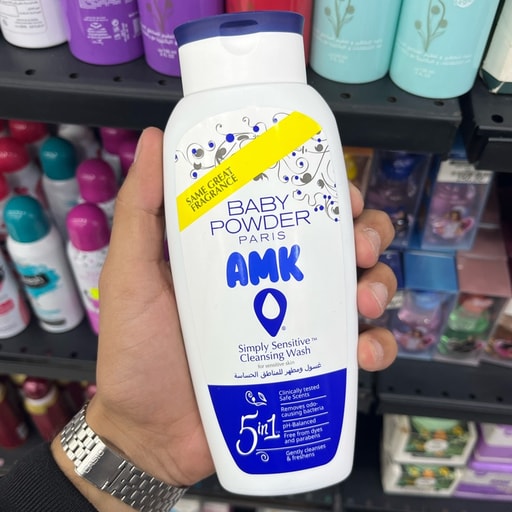 SAME GREAT
FRAGRANCE
BABY
POWDER
PARIS
AMK
®
Simply Sensitive™
Cleansing Wash
for sensitive skin
غسول ومطهر للمناطق الحساسة
5in1
Clinically tested
Safe Scents
Removes odo-
causing bacteria
pH-Balanced
Free from dyes
and parabens
Gently cleanses
& freshens